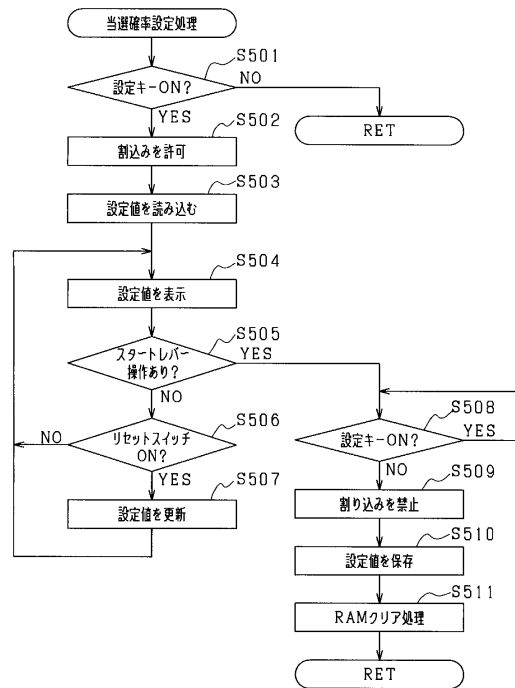 当選確率設定処理
S501
設定キーON?
NO
YES
RET
S502
割込みを許可
S503
設定値を読み込む
S504
設定値を表示
S505
スタートレバー
操作あり?
YES
NO
S506
リセットスイッチ
ON?
NO
YES
S507
設定値を更新
S508
設定キーON?
YES
NO
S509
割り込みを禁止
S510
設定値を保存
S511
RAMクリア処理
RET